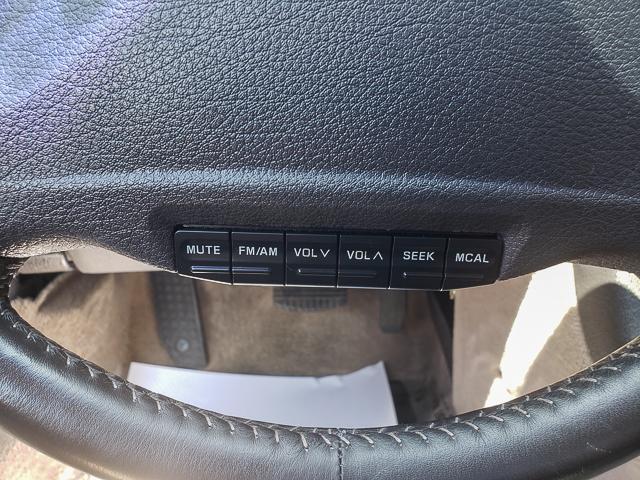 MUTE FM/AM VOL∨ VOL∧ SEEK MCAL